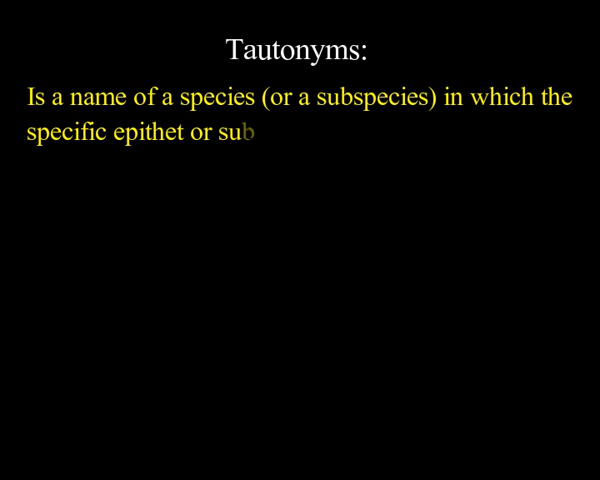 Tautonyms:
Is a name of a species (or a subspecies) in which the
specific epithet or sub